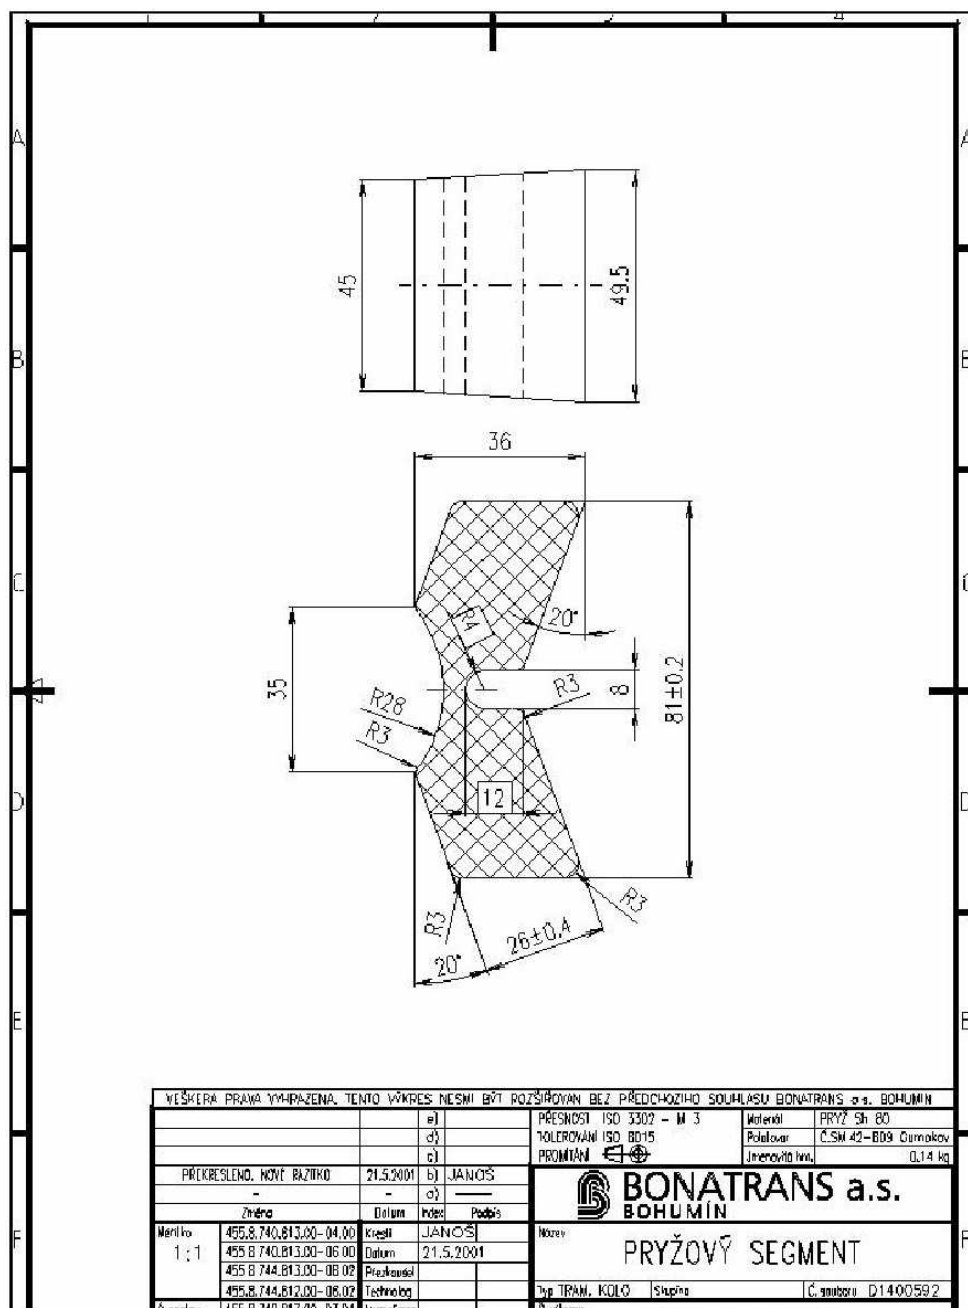 A
A
B
B
C
C
D
D
E
E
F
F
45
49.5
36
R4
20°
35
R28
R3
R3
8
81±0.2
12
R3
R3
26±0.4
20°
VEŠKERÁ PRÁVA VYHRAZENA. TENTO VÝKRES NESMÍ BÝT ROZŠIŘOVÁN BEZ PŘEDCHOZÍHO SOUHLASU BONATRANS a.s. BOHUMÍN
e)
d)
c)
PŘEKRESLENO, NOVÉ RAZÍTKO 21.5.2001 b) JANOŠ
- - a)
Změna Datum Index Podpis
PŘESNOST ISO 3302 - M 3
TOLEROVÁNÍ ISO 8015
PROMÍTÁNÍ
Materiál PRYŽ Sh 80
Polotovar ČSM 42-809
Jmenovitá hm. 0.14 kg
BONATRANS a.s.
BOHUMÍN
Měřítko
1:1
455.8.740.813.00-04.00
455.8.740.813.00-06.00
455.8.744.813.00-08.02
455.8.744.812.00-06.02
Kreslil JANOŠ
Datum 21.5.2001
Přezkoušel
Technolog
Název
PRYŽOVÝ SEGMENT
Typ TRAM. KOLO Skupina Č. souboru D1400592